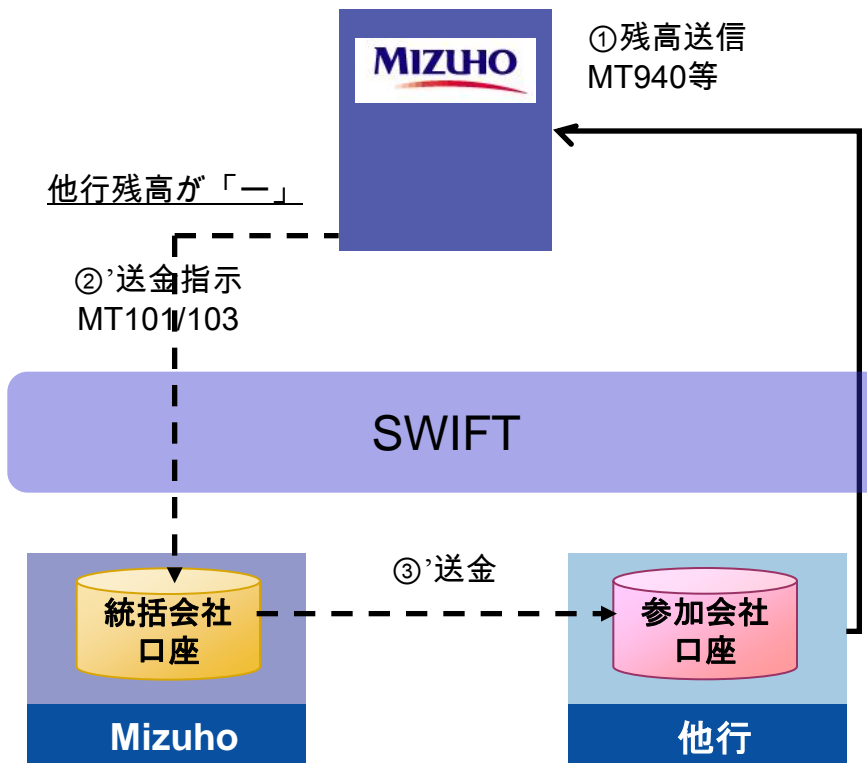 MIZUHO
①残高送信
MT940等
他行残高が「ー」
②’送金指示
MT101/103
SWIFT
③’送金
統括会社
口座
参加会社
口座
Mizuho
他行